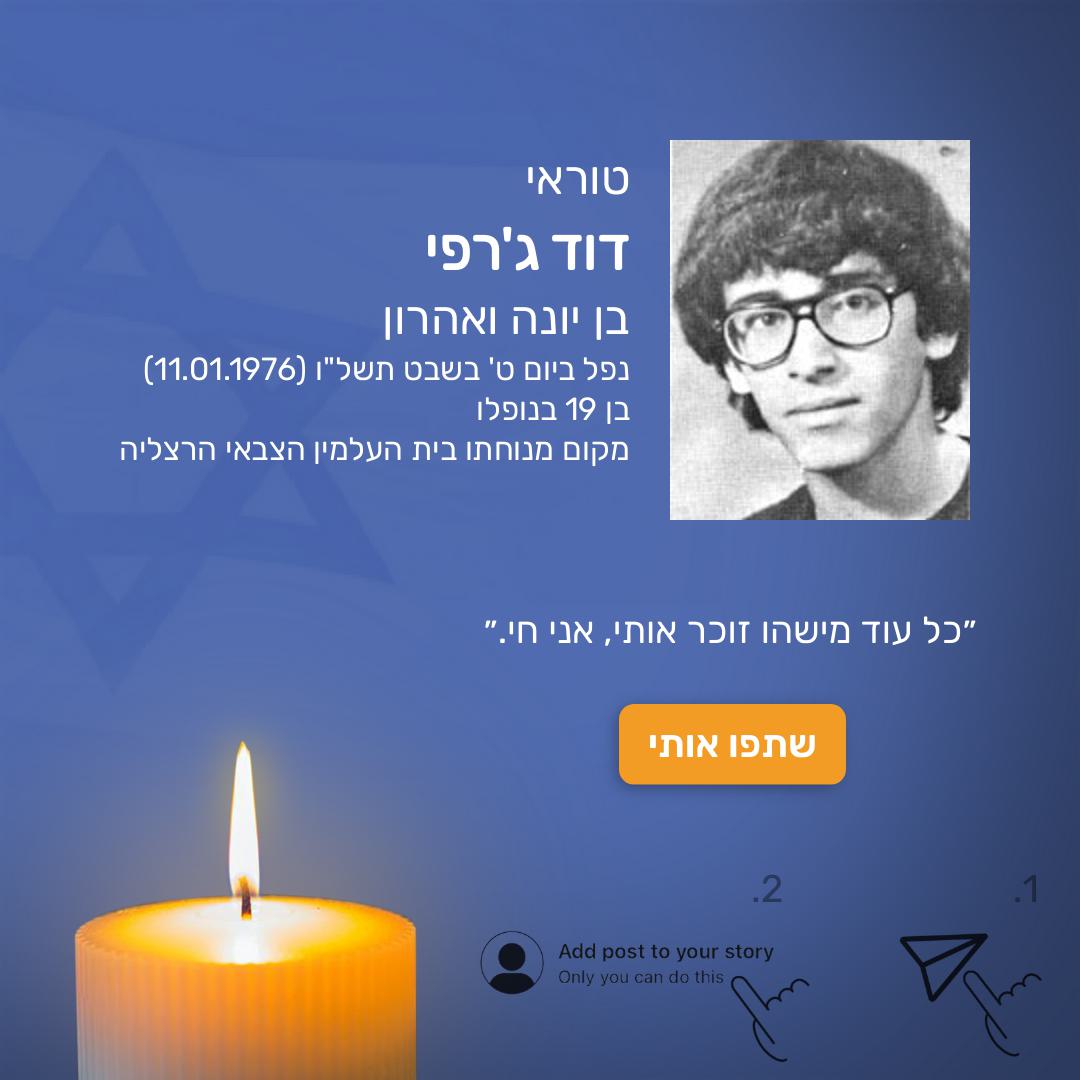 טוראי
דוד ג'רפי
בן יונה ואהרון
נפל ביום ט' בשבט תשל"ו (11.01.1976)
בן 19 בנופלו
מקום מנוחתו בית העלמין הצבאי הרצליה
״כל עוד מישהו זוכר אותי, אני חי.״
שתפו אותי
.1
.2
Add post to your story
Only you can do this